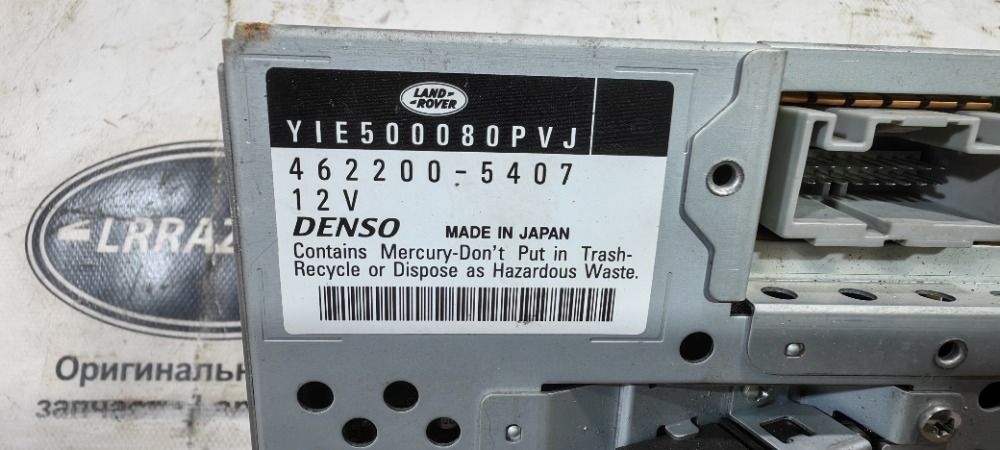 LAND-
ROVER
YIE500080PVJ
462200-5407
12V
DENSO MADE IN JAPAN
Contains Mercury-Don't Put in Trash-
Recycle or Dispose as Hazardous Waste.
LRRAZ
Оригинальн
запчасти